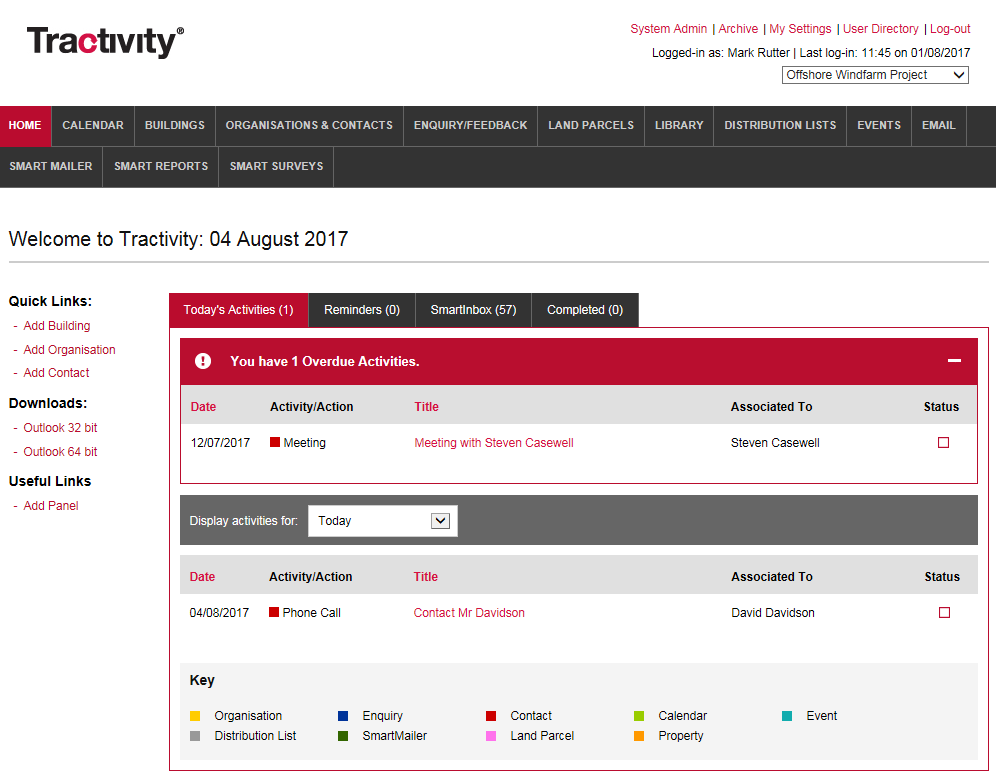 Tractivity®
System Admin | Archive | My Settings | User Directory | Log-out
Logged-in as: Mark Rutter | Last log-in: 11:45 on 01/08/2017
Offshore Windfarm Project
HOME CALENDAR BUILDINGS ORGANISATIONS & CONTACTS ENQUIRY/FEEDBACK LAND PARCELS LIBRARY DISTRIBUTION LISTS EVENTS EMAIL
SMART MAILER SMART REPORTS SMART SURVEYS
Welcome to Tractivity: 04 August 2017
Quick Links:
- Add Building
- Add Organisation
- Add Contact
Downloads:
- Outlook 32 bit
- Outlook 64 bit
Useful Links
- Add Panel
Today's Activities (1) Reminders (0) SmartInbox (57) Completed (0)
You have 1 Overdue Activities.
Date Activity/Action Title Associated To Status
12/07/2017 Meeting Meeting with Steven Casewell Steven Casewell
Display activities for: Today
Date Activity/Action Title Associated To Status
04/08/2017 Phone Call Contact Mr Davidson David Davidson
Key
Organisation Enquiry Contact Calendar Event
Distribution List SmartMailer Land Parcel Property